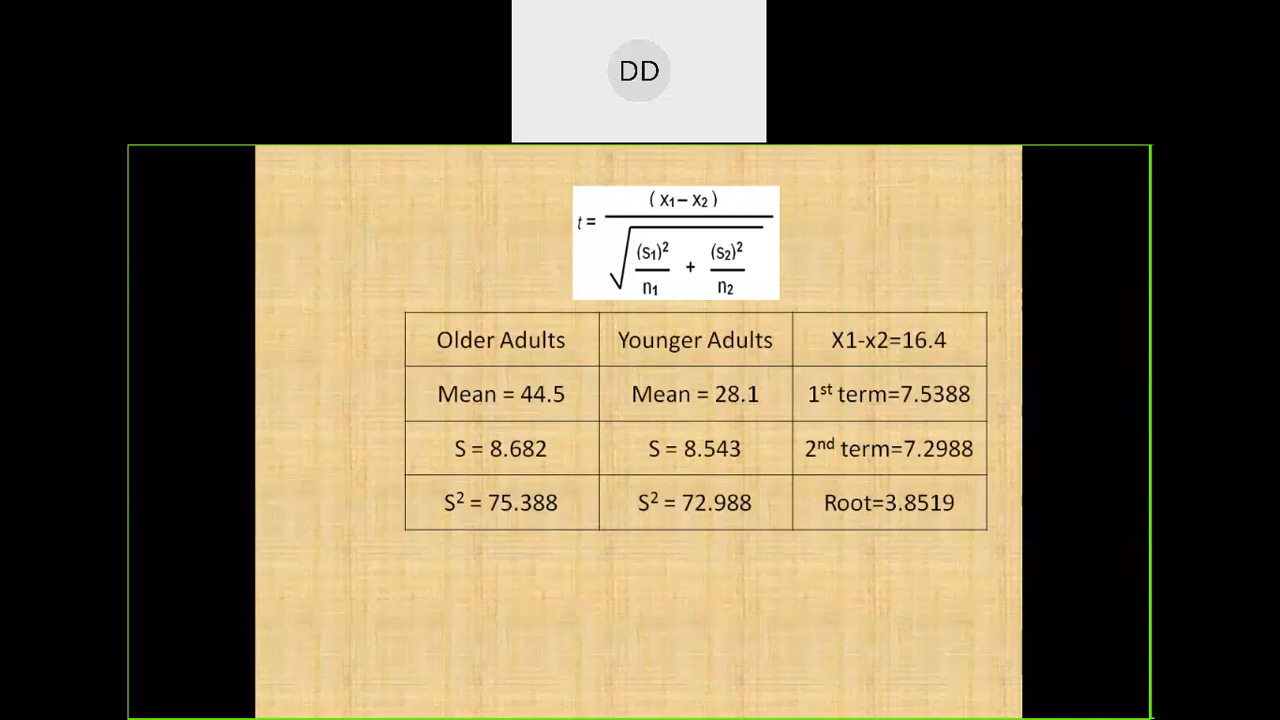 DD
( x₁ – x₂ )
t =
(s₁)² + (s₂)²
n₁ n₂
Older Adults Younger Adults X1-x2=16.4
Mean = 44.5 Mean = 28.1 1st term=7.5388
S = 8.682 S = 8.543 2nd term=7.2988
S² = 75.388 S² = 72.988 Root=3.8519